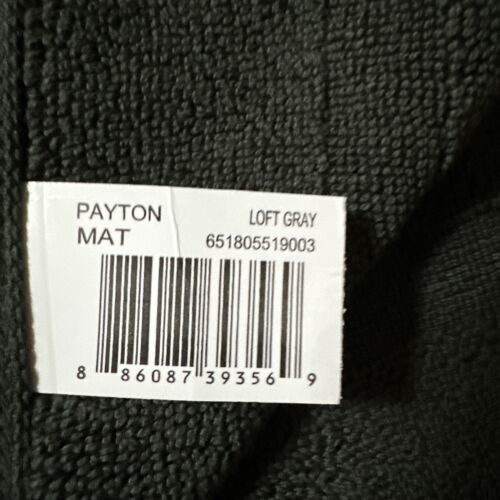 PAYTON LOFT GRAY
MAT 651805519003
8 86087 39356 9